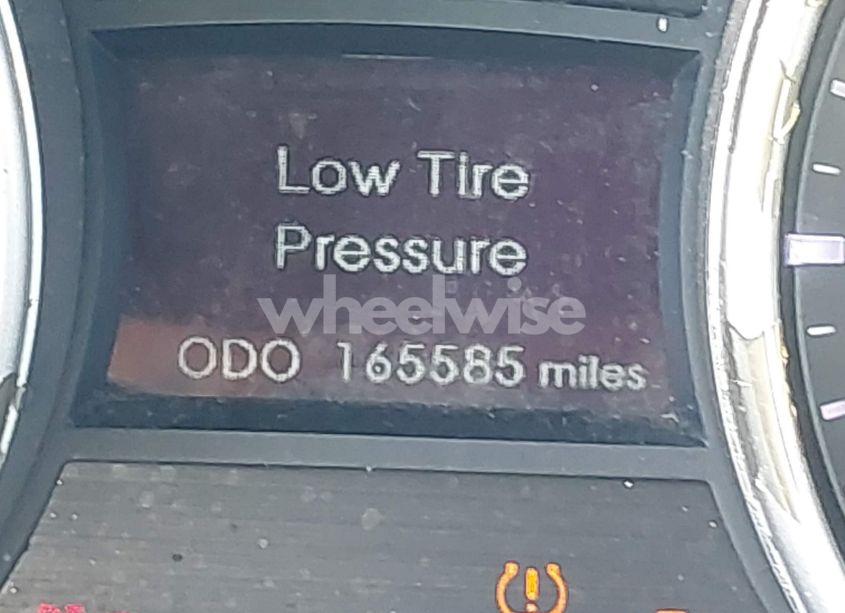 Low Tire
Pressure
wheelwise
ODO 165585 miles